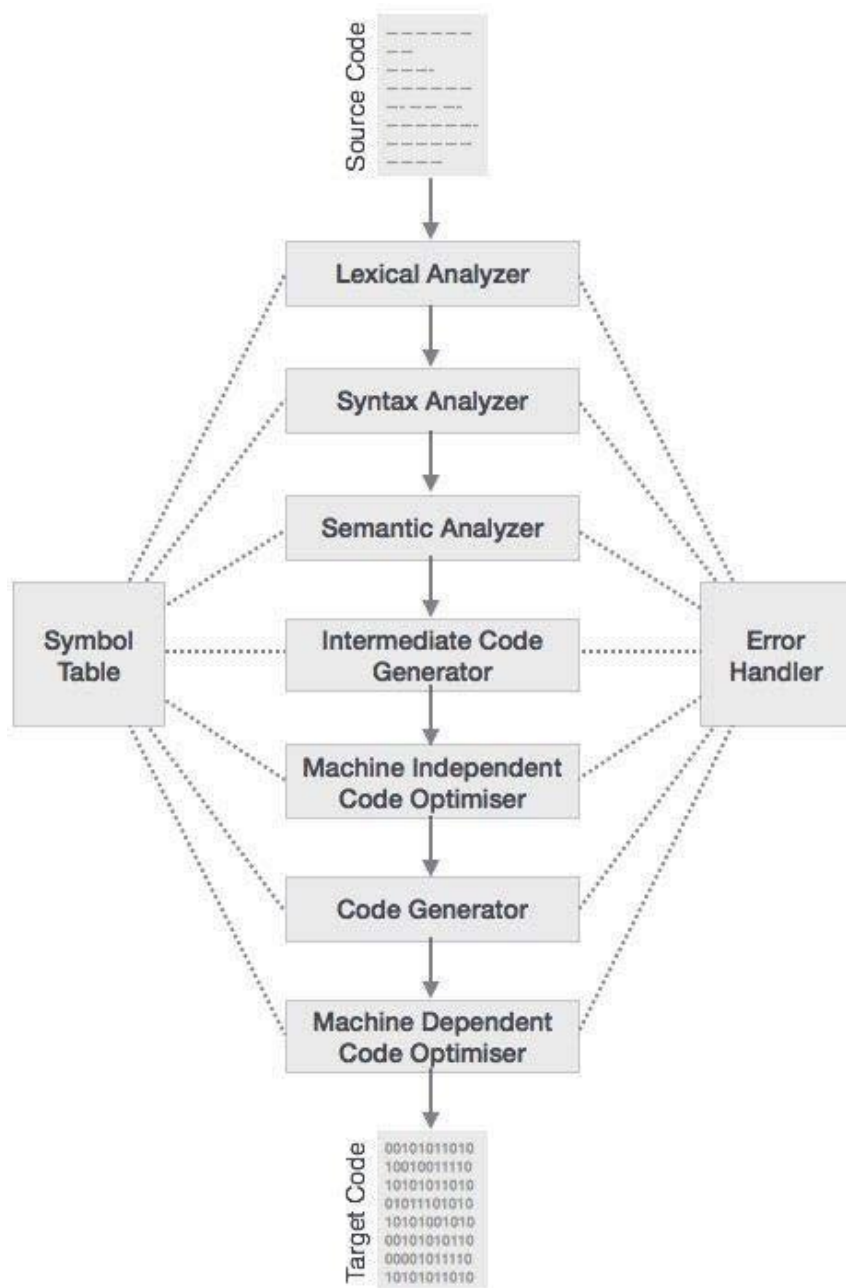 Source Code
Lexical Analyzer
Syntax Analyzer
Semantic Analyzer
Symbol
Table
Intermediate Code
Generator
Error
Handler
Machine Independent
Code Optimiser
Code Generator
Machine Dependent
Code Optimiser
Target Code
00101011010
10010011110
10101011010
01011101010
10101001010
00101010110
00001011110
10101011010